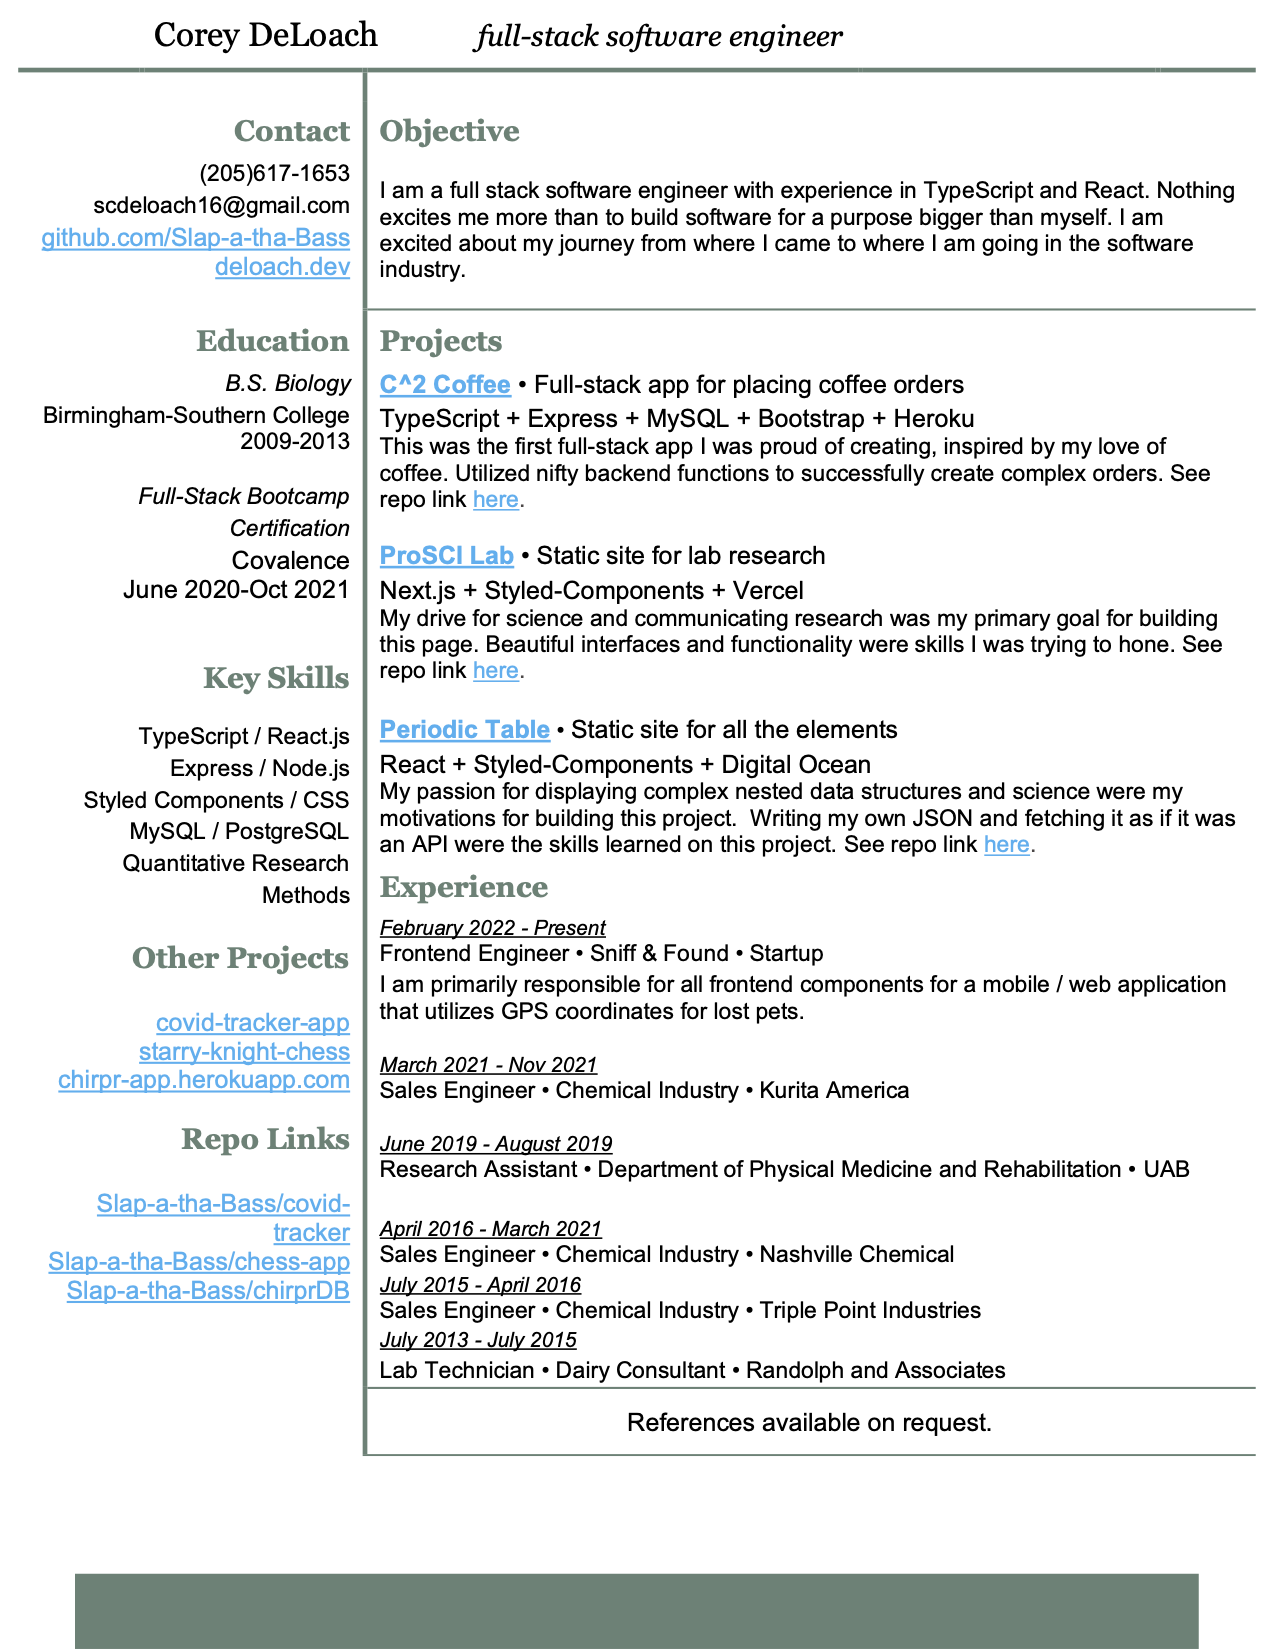 Corey DeLoach full-stack software engineer
Contact
(205)617-1653
scdeloach16@gmail.com
github.com/Slap-a-tha-Bass
deloach.dev
Education
B.S. Biology
Birmingham-Southern College
2009-2013
Full-Stack Bootcamp
Certification
Covalence
June 2020-Oct 2021
Key Skills
TypeScript / React.js
Express / Node.js
Styled Components / CSS
MySQL / PostgreSQL
Quantitative Research
Methods
Other Projects
covid-tracker-app
starry-knight-chess
chirpr-app.herokuapp.com
Repo Links
Slap-a-tha-Bass/covid-
tracker
Slap-a-tha-Bass/chess-app
Slap-a-tha-Bass/chirprDB
Objective
I am a full stack software engineer with experience in TypeScript and React. Nothing
excites me more than to build software for a purpose bigger than myself. I am
excited about my journey from where I came to where I am going in the software
industry.
Projects
C^2 Coffee • Full-stack app for placing coffee orders
TypeScript + Express + MySQL + Bootstrap + Heroku
This was the first full-stack app I was proud of creating, inspired by my love of
coffee. Utilized nifty backend functions to successfully create complex orders. See
repo link here.
ProSCI Lab • Static site for lab research
Next.js + Styled-Components + Vercel
My drive for science and communicating research was my primary goal for building
this page. Beautiful interfaces and functionality were skills I was trying to hone. See
repo link here.
Periodic Table • Static site for all the elements
React + Styled-Components + Digital Ocean
My passion for displaying complex nested data structures and science were my
motivations for building this project.  Writing my own JSON and fetching it as if it was
an API were the skills learned on this project. See repo link here.
Experience
February 2022 - Present
Frontend Engineer • Sniff & Found • Startup
I am primarily responsible for all frontend components for a mobile / web application
that utilizes GPS coordinates for lost pets.
March 2021 - Nov 2021
Sales Engineer • Chemical Industry • Kurita America
June 2019 - August 2019
Research Assistant • Department of Physical Medicine and Rehabilitation • UAB
April 2016 - March 2021
Sales Engineer • Chemical Industry • Nashville Chemical
July 2015 - April 2016
Sales Engineer • Chemical Industry • Triple Point Industries
July 2013 - July 2015
Lab Technician • Dairy Consultant • Randolph and Associates
References available on request.